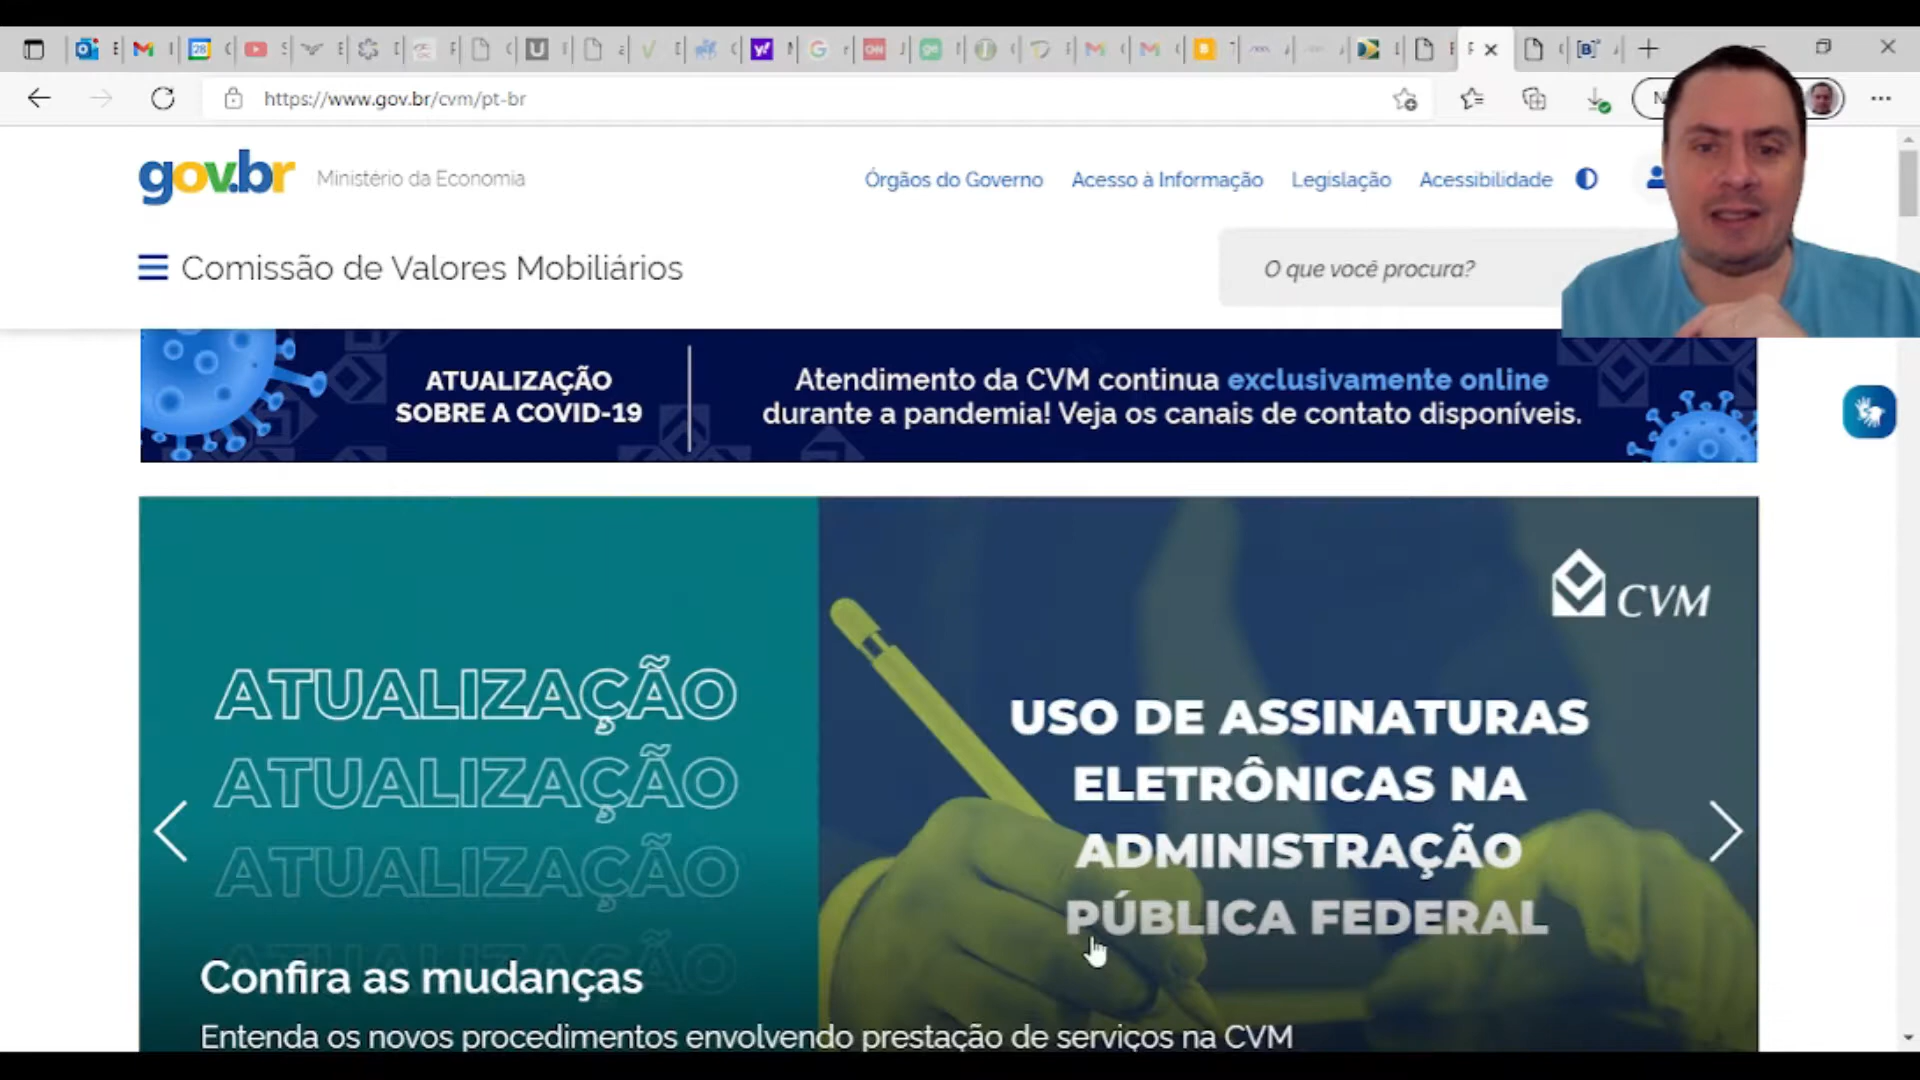 https://www.gov.br/cvm/pt-br
gov.br
Ministério da Economia
Órgãos do Governo
Acesso à Informação
Legislação
Acessibilidade
Comissão de Valores Mobiliários
O que você procura?
ATUALIZAÇÃO
SOBRE A COVID-19
Atendimento da CVM continua exclusivamente online
durante a pandemia! Veja os canais de contato disponíveis.
CVM
ATUALIZAÇÃO
ATUALIZAÇÃO
ATUALIZAÇÃO
ATUALIZAÇÃO
USO DE ASSINATURAS
ELETRÔNICAS NA
ADMINISTRAÇÃO
PÚBLICA FEDERAL
Confira as mudanças
Entenda os novos procedimentos envolvendo prestação de serviços na CVM